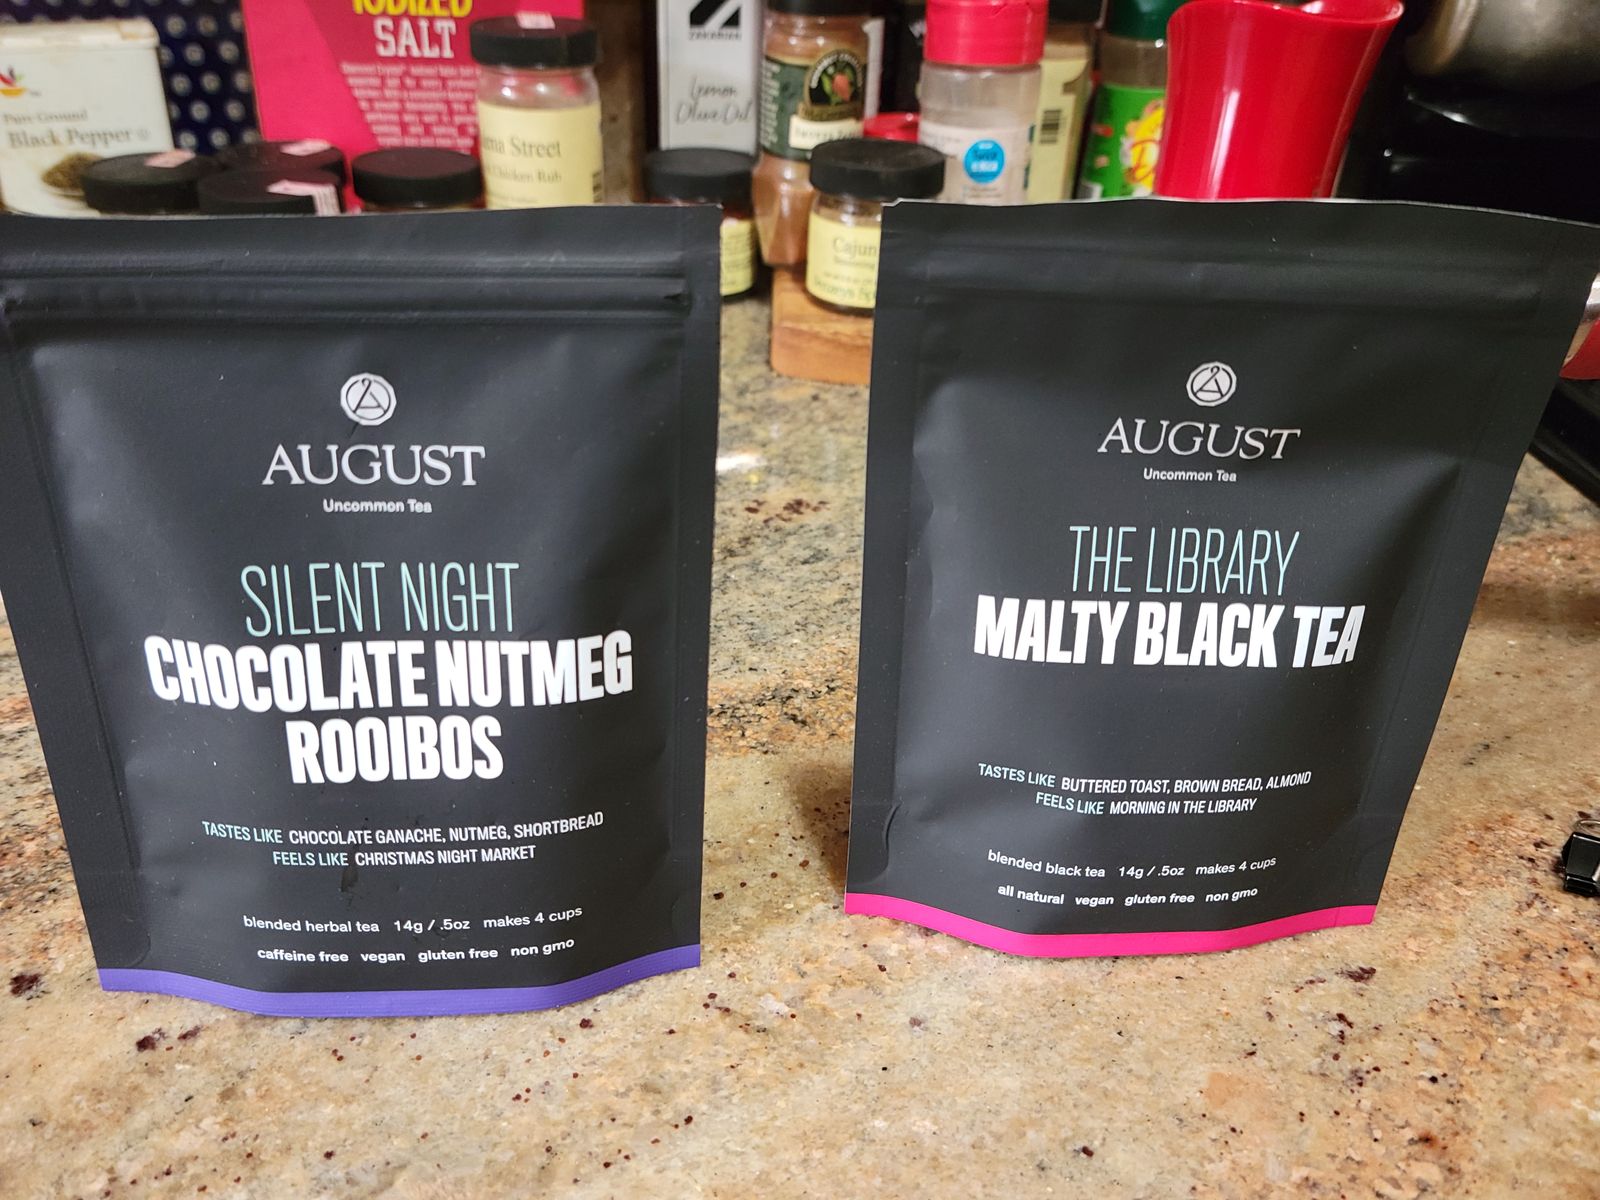 IODIZED
SALT
Pure Ground
Black Pepper
Street
Chicken Rub
ZAKARIAN
Lemon
Olive Oil
Cajun
AUGUST
Uncommon Tea
SILENT NIGHT
CHOCOLATE NUTMEG
ROOIBOS
TASTES LIKE CHOCOLATE GANACHE, NUTMEG, SHORTBREAD
FEELS LIKE CHRISTMAS NIGHT MARKET
blended herbal tea 14g / .5oz makes 4 cups
caffeine free vegan gluten free non gmo
AUGUST
Uncommon Tea
THE LIBRARY
MALTY BLACK TEA
TASTES LIKE BUTTERED TOAST, BROWN BREAD, ALMOND
FEELS LIKE MORNING IN THE LIBRARY
blended black tea 14g / .5oz makes 4 cups
all natural vegan gluten free non gmo